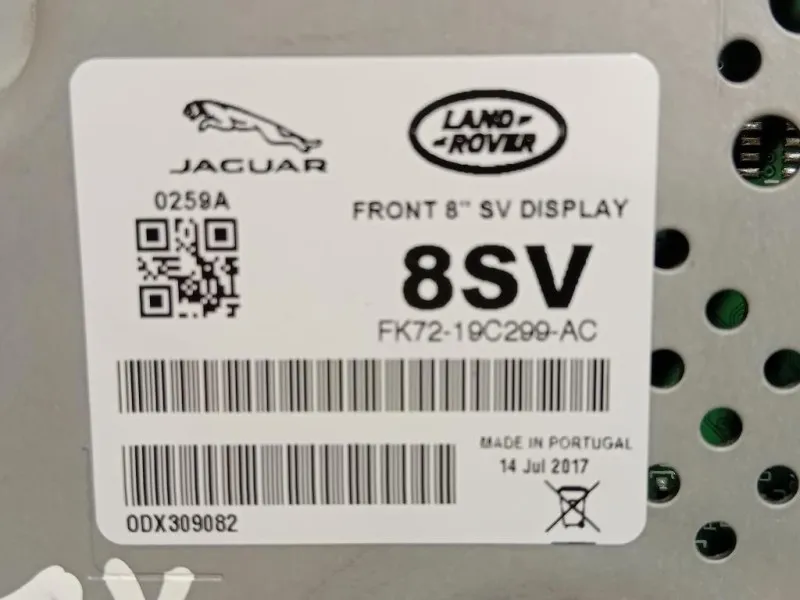 JAGUAR
LAND-
-ROVER
0259A
FRONT 8" SV DISPLAY
8SV
FK72-19C299-AC
MADE IN PORTUGAL
14 Jul 2017
ODX309082